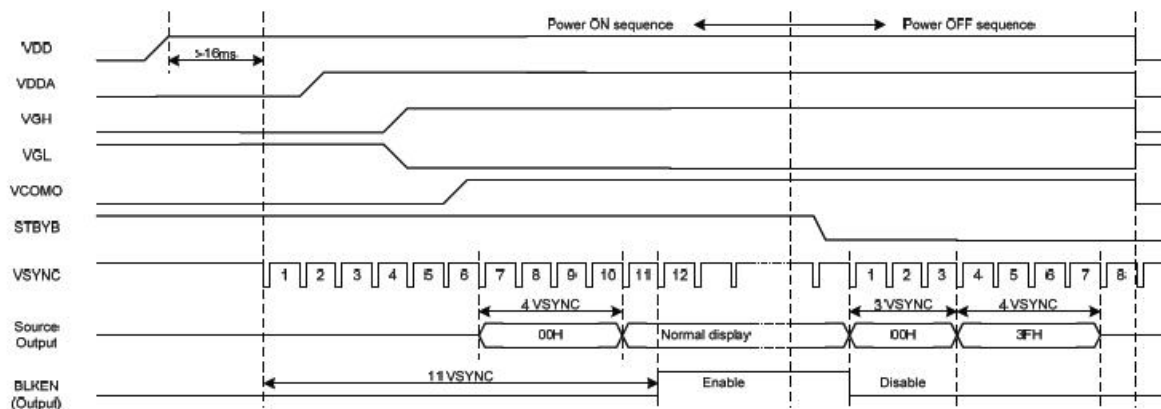 Power ON sequence
Power OFF sequence
VDD
>16ms
VDDA
VGH
VGL
VCOMO
STBYB
VSYNC
1 2 3 4 5 6 7 8 9 10 11 12 1 2 3 4 5 6 7 8
4 VSYNC
3 VSYNC
4 VSYNC
Source
Output
00H
Normal display
00H
3FH
11 VSYNC
Enable
Disable
BLKEN
(Output)